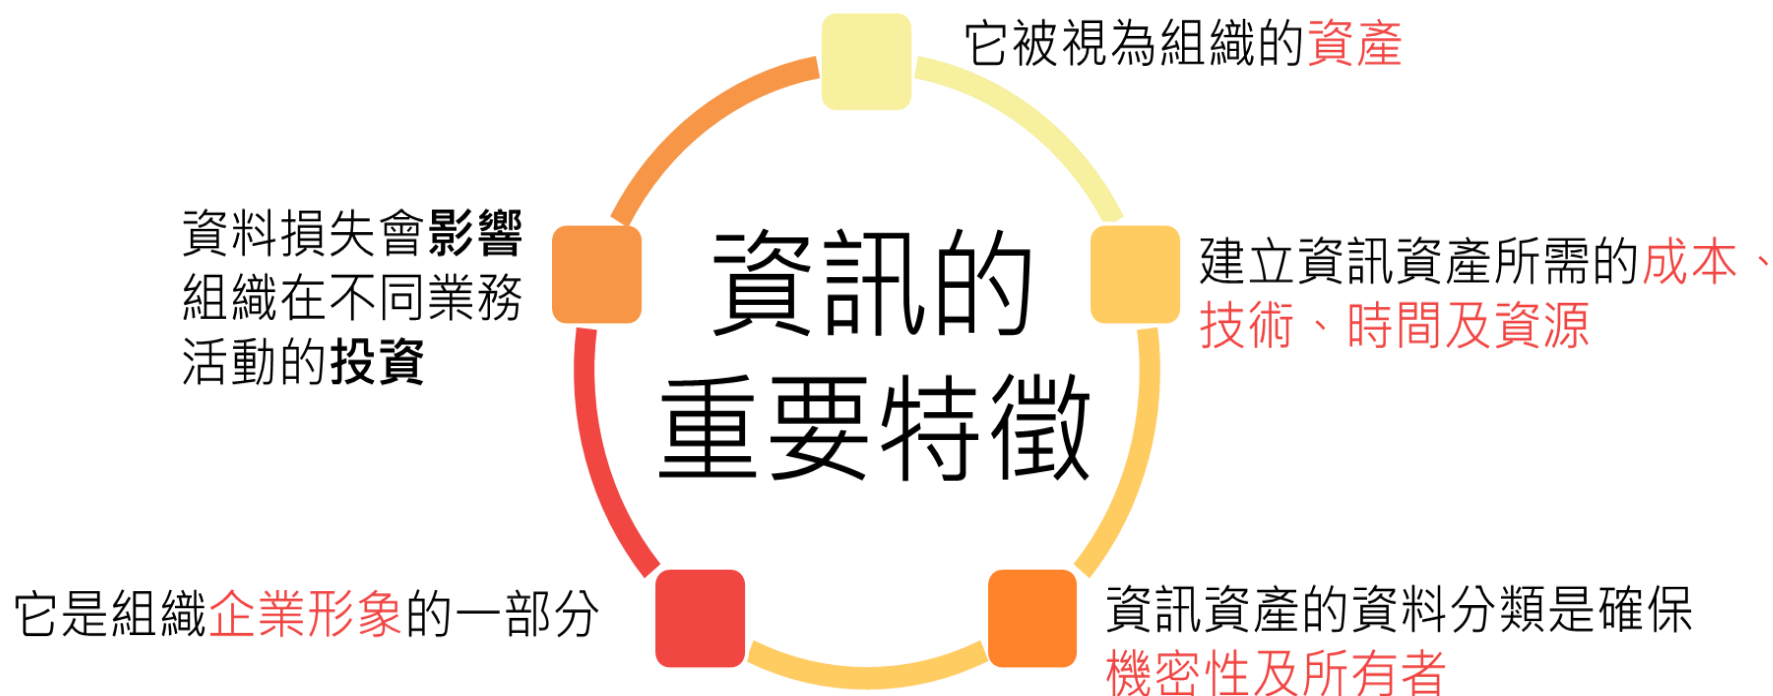 它被視為組織的資產
資料損失會影響
組織在不同業務
活動的投資
資訊的
重要特徵
建立資訊資產所需的成本、
技術、時間及資源
它是組織企業形象的一部分
資訊資產的資料分類是確保
機密性及所有者